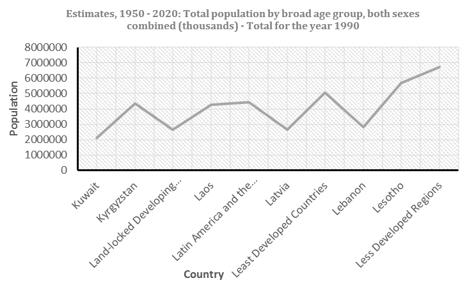 Estimates, 1950 - 2020: Total population by broad age group, both sexes
combined (thousands) - Total for the year 1990
8000000
7000000
6000000
5000000
4000000
3000000
2000000
1000000
0
Population
Kuwait
Kyrgyzstan
Land-locked Developing...
Laos
Latin America and the...
Latvia
Least Developed Countries
Lebanon
Lesotho
Less Developed Regions
Country